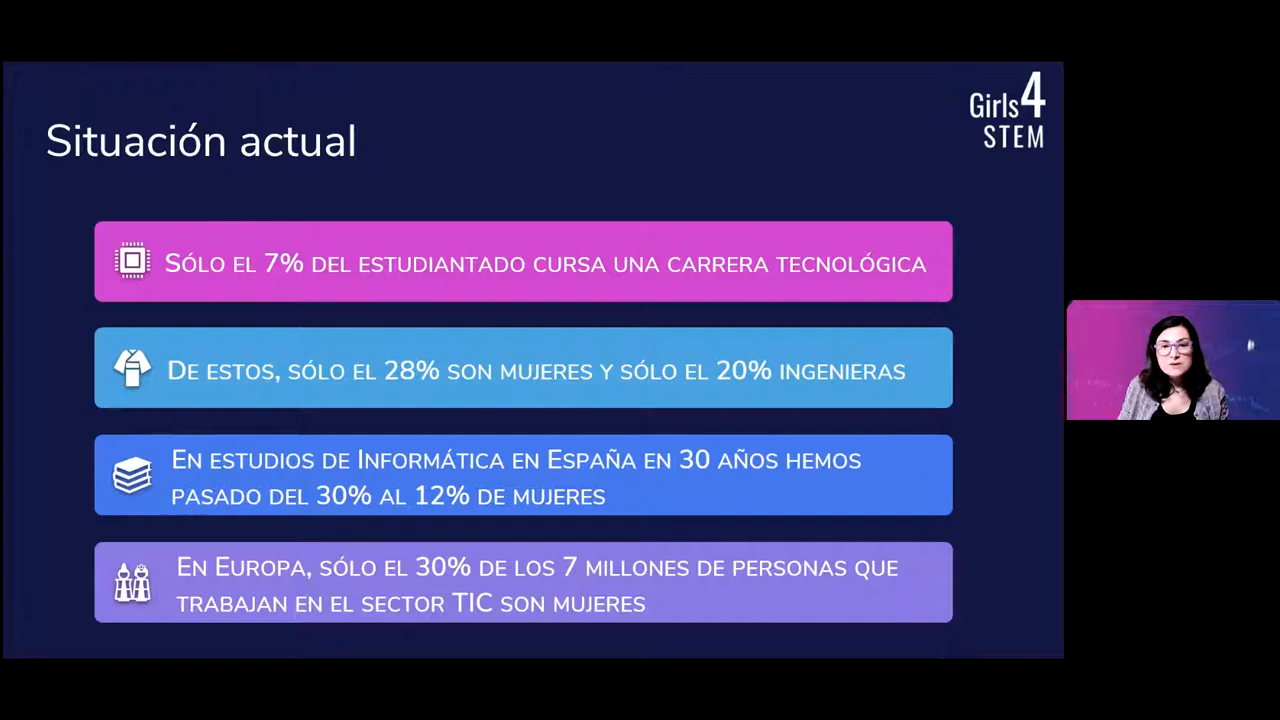 Girls4
STEM
Situación actual
SÓLO EL 7% DEL ESTUDIANTADO CURSA UNA CARRERA TECNOLÓGICA
DE ESTOS, SÓLO EL 28% SON MUJERES Y SÓLO EL 20% INGENIERAS
EN ESTUDIOS DE INFORMÁTICA EN ESPAÑA EN 30 AÑOS HEMOS
PASADO DEL 30% AL 12% DE MUJERES
EN EUROPA, SÓLO EL 30% DE LOS 7 MILLONES DE PERSONAS QUE
TRABAJAN EN EL SECTOR TIC SON MUJERES